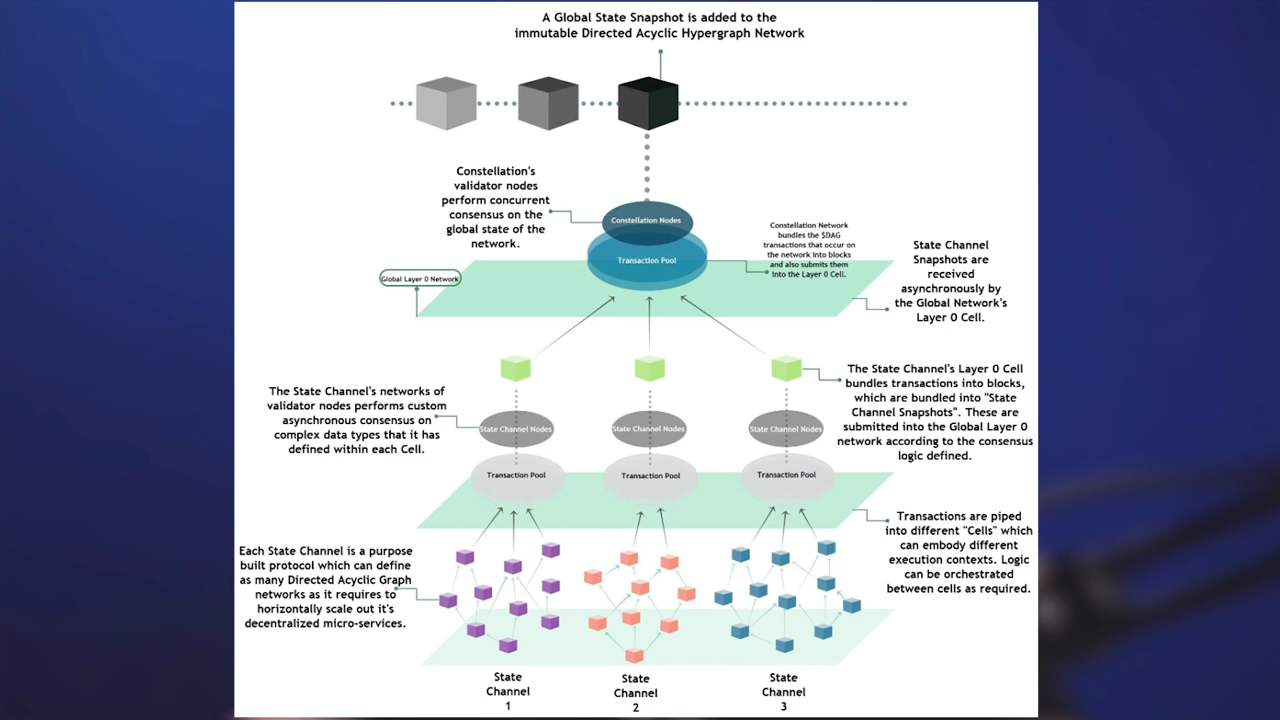 A Global State Snapshot is added to the
immutable Directed Acyclic Hypergraph Network
Constellation's
validator nodes
perform concurrent
consensus on the
global state of the
network.
Constellation Nodes
Transaction Pool
Constellation Network
bundles the $DAG
transactions that occur on
the network into blocks
and also submits them
into the Layer 0 Cell.
State Channel
Snapshots are
received
asynchronously by
the Global Network's
Layer 0 Cell.
Global Layer 0 Network
The State Channel's networks of
validator nodes performs custom
asynchronous consensus on
complex data types that it has
defined within each Cell.
The State Channel's Layer 0 Cell
bundles transactions into blocks,
which are bundled into "State
Channel Snapshots". These are
submitted into the Global Layer 0
network according to the consensus
logic defined.
State Channel Nodes
State Channel Nodes
State Channel Nodes
Transaction Pool
Transaction Pool
Transaction Pool
Transactions are piped
into different "Cells" which
can embody different
execution contexts. Logic
can be orchestrated
between cells as required.
Each State Channel is a purpose
built protocol which can define
as many Directed Acyclic Graph
networks as it requires to
horizontally scale out it's
decentralized micro-services.
State
Channel
1
State
Channel
2
State
Channel
3